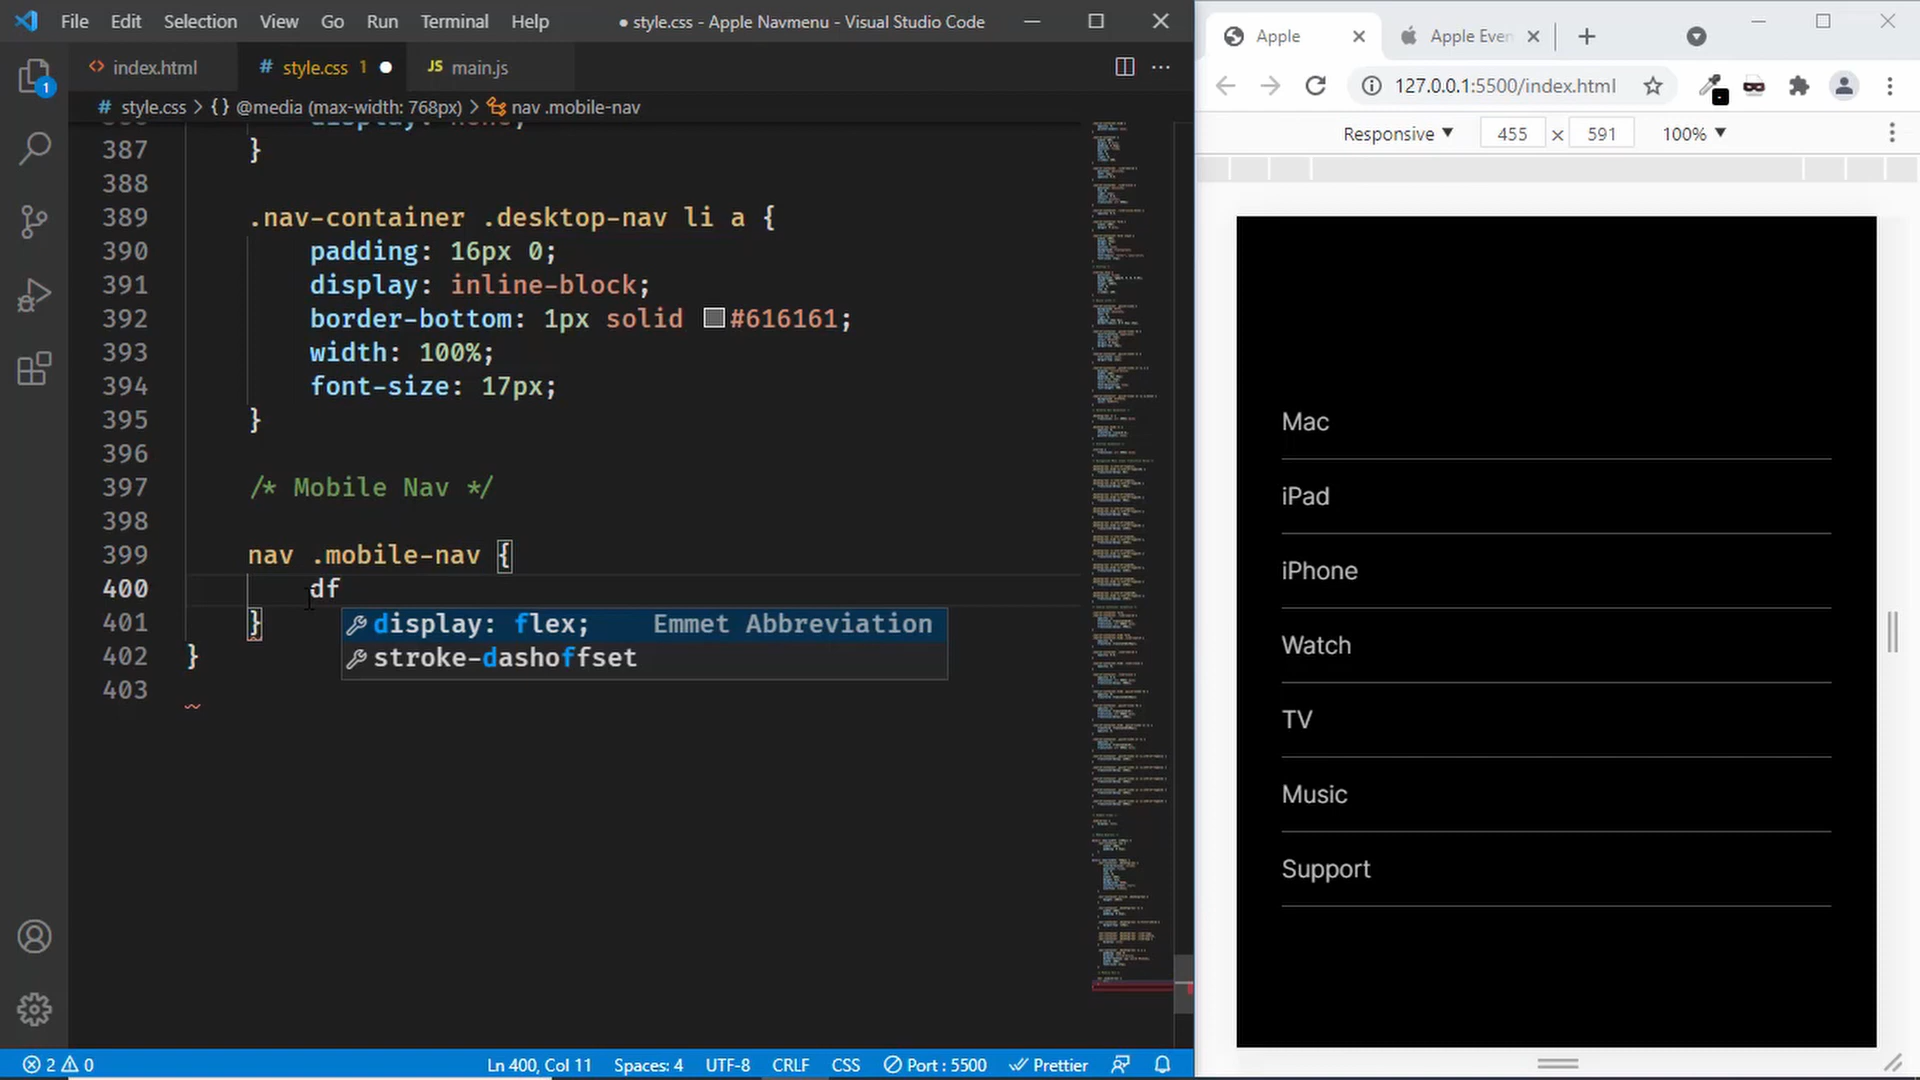 File Edit Selection View Go Run Terminal Help
● style.css - Apple Navmenu - Visual Studio Code
index.html
# style.css 1 ●
JS main.js
# style.css > {} @media (max-width: 768px) > nav .mobile-nav
387 }
388
389 .nav-container .desktop-nav li a {
390 padding: 16px 0;
391 display: inline-block;
392 border-bottom: 1px solid #616161;
393 width: 100%;
394 font-size: 17px;
395 }
396
397 /* Mobile Nav */
398
399 nav .mobile-nav {
400 df
401 }
402 }
403
display: flex; Emmet Abbreviation
stroke-dashoffset
2 0
Ln 400, Col 11 Spaces: 4 UTF-8 CRLF CSS Port : 5500 Prettier
1
Apple
Apple Even
127.0.0.1:5500/index.html
Responsive ▼ 455 × 591 100% ▼
Mac
iPad
iPhone
Watch
TV
Music
Support